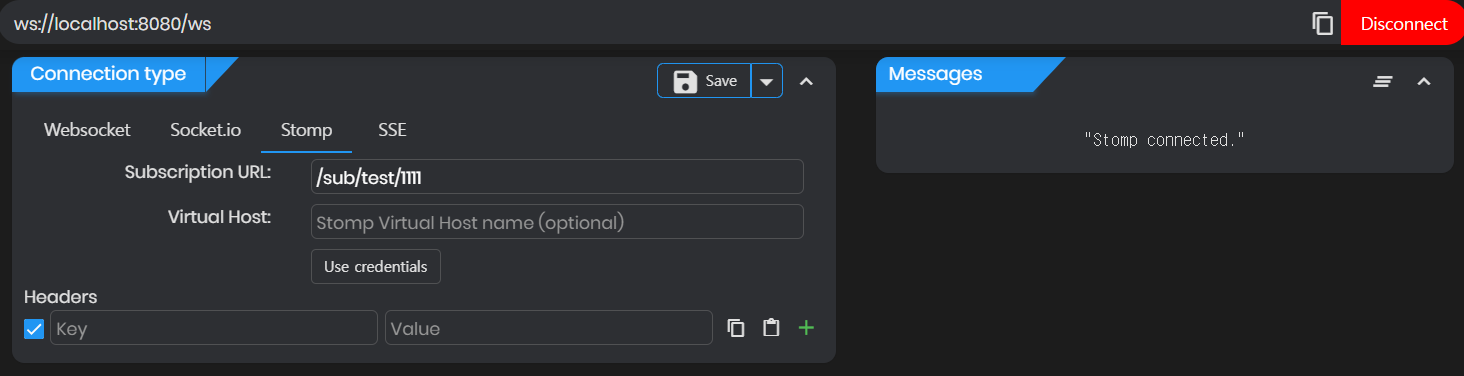 ws://localhost:8080/ws
Disconnect
Connection type
Save
Websocket Socket.io Stomp SSE
Subscription URL: /sub/test/1111
Virtual Host: Stomp Virtual Host name (optional)
Use credentials
Headers
Key Value
Messages
"Stomp connected."